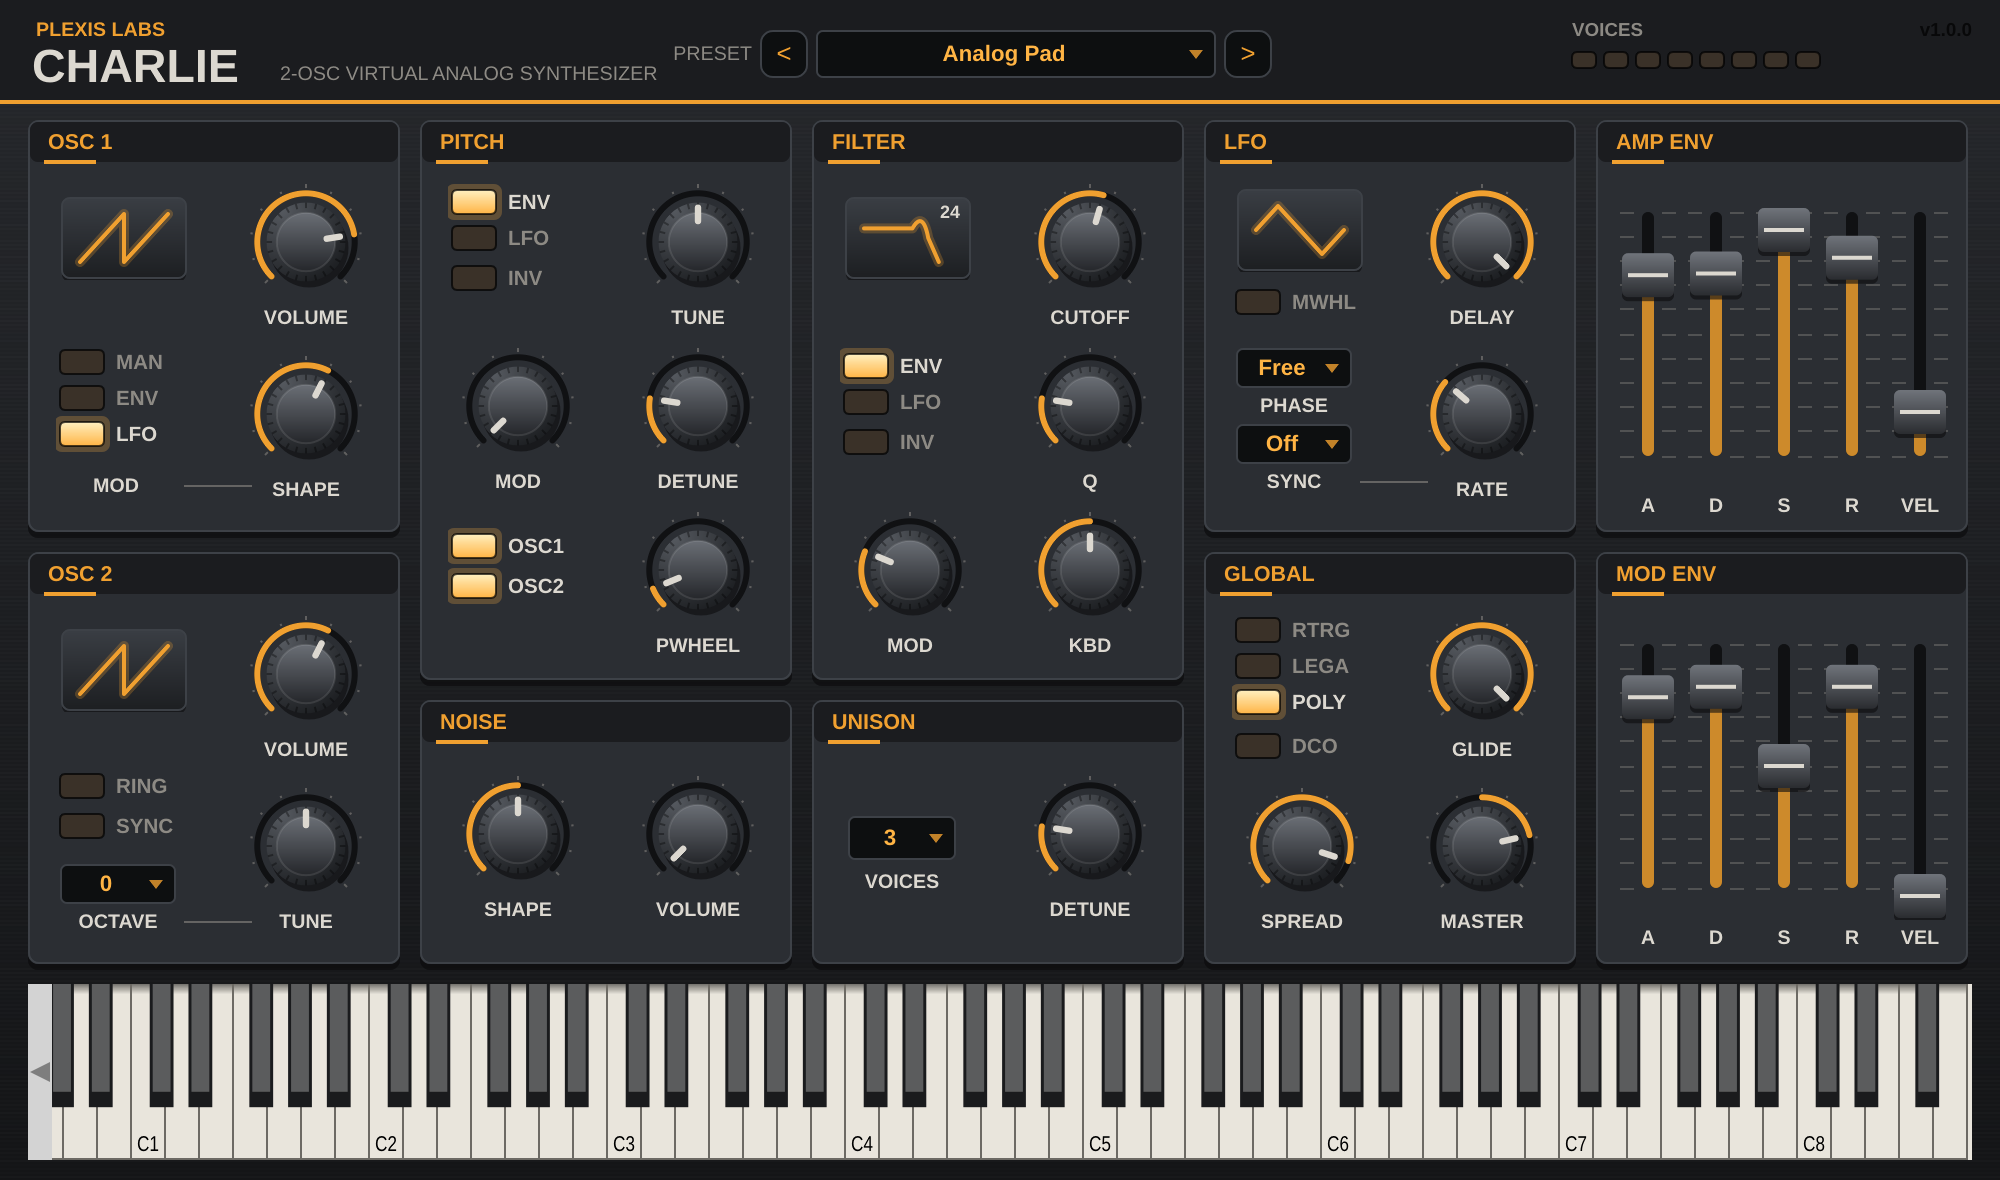 PLEXIS LABS
CHARLIE
2-OSC VIRTUAL ANALOG SYNTHESIZER
PRESET
<
Analog Pad
>
VOICES
v1.0.0
OSC 1
VOLUME
MAN
ENV
LFO
MOD
SHAPE
OSC 2
VOLUME
RING
SYNC
0
OCTAVE
TUNE
PITCH
ENV
LFO
INV
TUNE
MOD
DETUNE
OSC1
OSC2
PWHEEL
NOISE
SHAPE
VOLUME
FILTER
24
CUTOFF
ENV
LFO
INV
Q
MOD
KBD
UNISON
3
VOICES
DETUNE
LFO
MWHL
DELAY
Free
PHASE
Off
SYNC
RATE
GLOBAL
RTRG
LEGA
POLY
DCO
GLIDE
SPREAD
MASTER
AMP ENV
A D S R VEL
MOD ENV
A D S R VEL
C1 C2 C3 C4 C5 C6 C7 C8